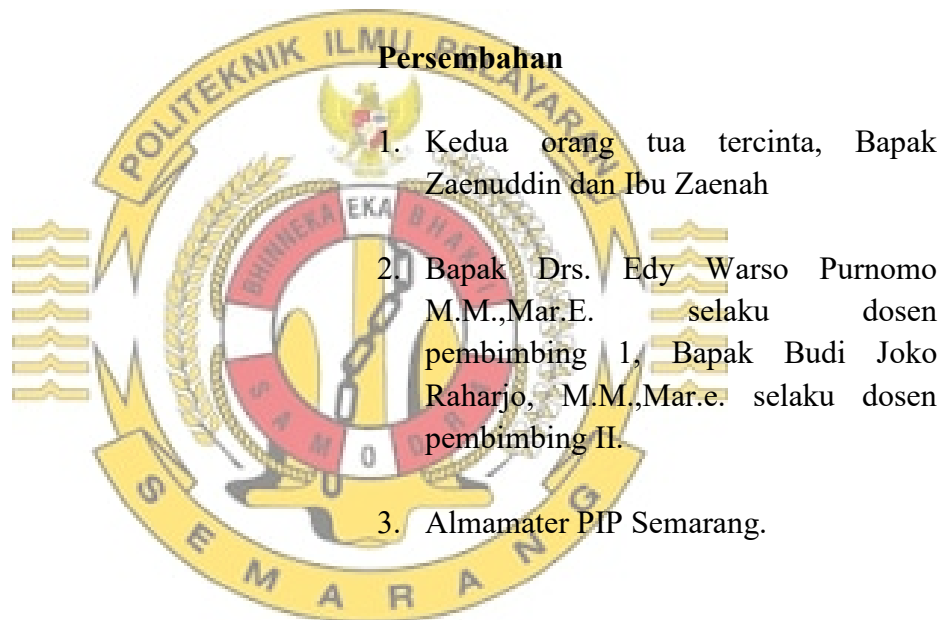 POLITEKNIK ILMU PELAYARAN
Persembahan
1. Kedua orang tua tercinta, Bapak
Zaenuddin dan Ibu Zaenah
BHINNEKA EKA BHAKTI
2. Bapak Drs. Edy Warso Purnomo
M.M.,Mar.E. selaku dosen
pembimbing 1, Bapak Budi Joko
Raharjo, M.M.,Mar.e. selaku dosen
pembimbing II.
SAMODRA
3. Almamater PIP Semarang.
SEMARANG